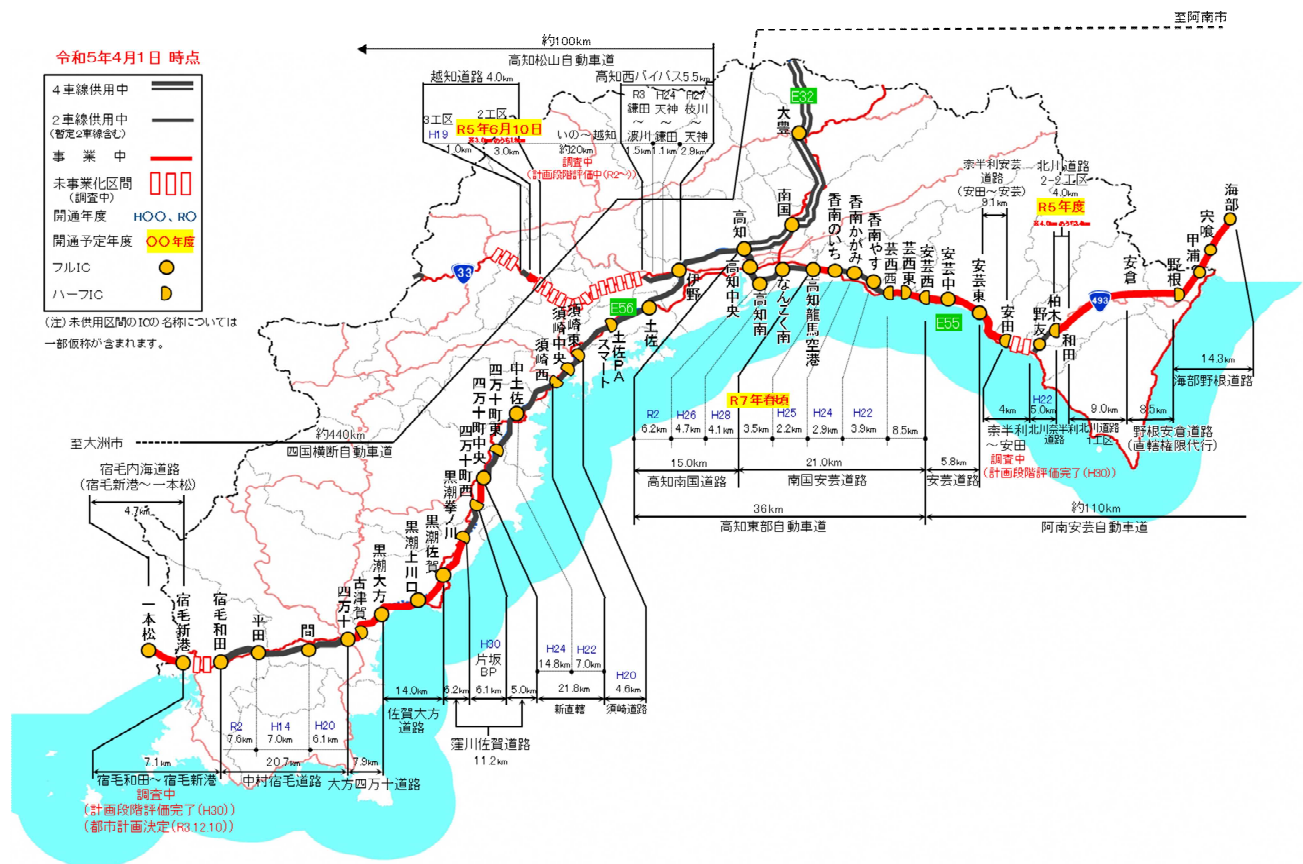 令和5年4月1日 時点
4車線供用中
2車線供用中
(暫定2車線含む)
事業中
未事業化区間
(調査中)
開通年度 H○○、R○
開通予定年度 ○○年度
フルIC
ハーフIC
(注)未供用区間のICの名称については
一部仮称が含まれます。
至阿南市
約100km
高知松山自動車道
越知道路 4.0km
3工区
H19
1.0km
2工区
R5年6月10日
3.0km
いの～越知
約20km
調査中
(計画段階評価中(R2～))
高知西バイパス5.5km
R3
鎌田
～
波川
1.5km
H24
天神
～
鎌田
1.1km
H27
枝川
～
天神
2.9km
E32
大豊
南国
高知
高知中央
高知南
なんこく南
高知龍馬空港
香南のいち
香南かがみ
香南やす
芸西西
芸西東
安芸西
安芸中
安芸東
安田
野友
柏木
和田
安倉
野根
甲浦
宍喰
海部
奈半利安芸
道路
(安田～安芸)
9.1km
北川道路
2-2工区
4.0km
R5年度
33
493
E56
E55
伊野
土佐
土佐PA
スマート
須崎東
須崎中央
須崎西
中土佐
四万十町東
四万十町中央
四万十町西
黒潮拳ノ川
黒潮佐賀
黒潮上川口
黒潮大方
古津賀
四万十
間
平田
宿毛和田
宿毛新港
一本松
14.3km
海部野根道路
R2
6.2km
H26
4.7km
H28
4.1km
R7年春頃
3.5km
H25
2.2km
H24
2.9km
H22
3.9km
8.5km
15.0km
高知南国道路
21.0km
南国安芸道路
5.8km
安芸道路
4km
奈半利
～安田
調査中
(計画段階評価完了(H30))
H22
5.0km
北川奈半利
道路
9.0km
北川道路
1工区
8.5km
野根安倉道路
(直轄権限代行)
36km
高知東部自動車道
約110km
阿南安芸自動車道
至大洲市
約440km
四国横断自動車道
宿毛内海道路
(宿毛新港～一本松)
4.7km
7.1km
宿毛和田～宿毛新港
調査中
(計画段階評価完了(H30))
(都市計画決定(R3.12.10))
R2
7.6km
H14
7.0km
H20
6.1km
20.7km
中村宿毛道路
7.9km
大方四万十道路
14.0km
佐賀大方
道路
6.2km
H30
片坂
BP
6.1km
5.0km
窪川佐賀道路
11.2km
H24
14.8km
H22
7.0km
21.8km
新直轄
H20
4.6km
須崎道路